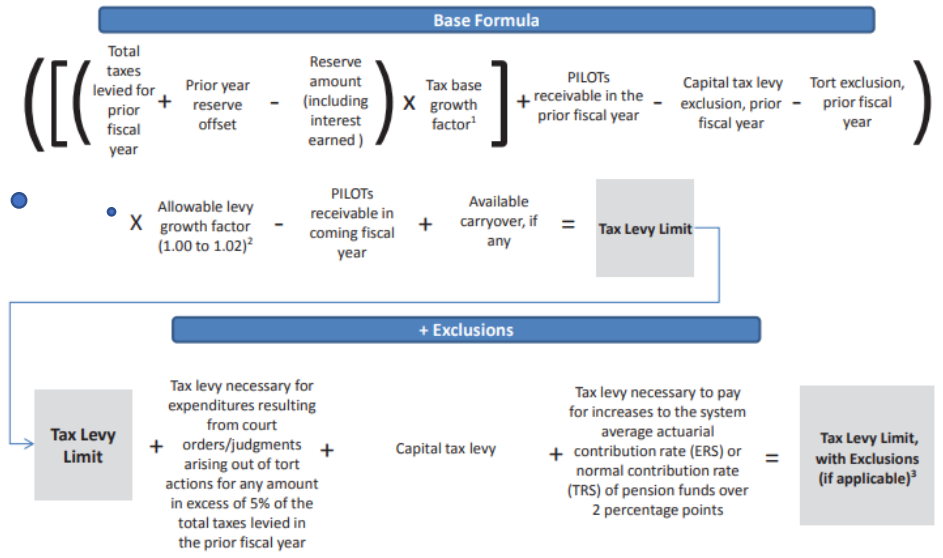 Base Formula
( [ ( Total taxes levied for prior fiscal year + Prior year reserve offset - Reserve amount (including interest earned ) ) X Tax base growth factor1 ] + PILOTs receivable in the prior fiscal year - Capital tax levy exclusion, prior fiscal year - Tort exclusion, prior fiscal year )
X Allowable levy growth factor (1.00 to 1.02)2 - PILOTs receivable in coming fiscal year + Available carryover, if any = Tax Levy Limit
+ Exclusions
Tax Levy Limit + Tax levy necessary for expenditures resulting from court orders/judgments arising out of tort actions for any amount in excess of 5% of the total taxes levied in the prior fiscal year + Capital tax levy + Tax levy necessary to pay for increases to the system average actuarial contribution rate (ERS) or normal contribution rate (TRS) of pension funds over 2 percentage points = Tax Levy Limit, with Exclusions (if applicable)3